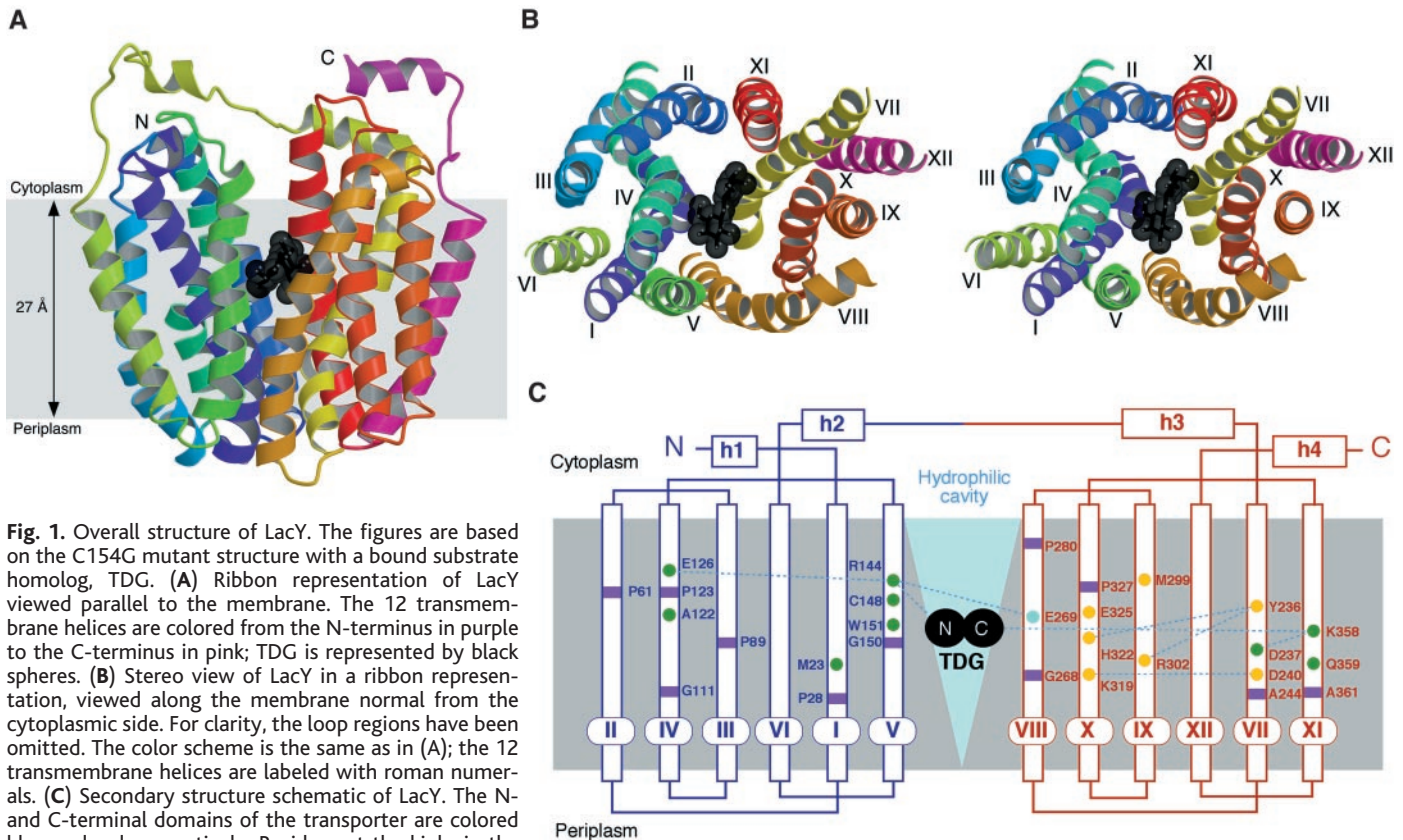 A
N
C
Cytoplasm
27 Å
Periplasm
B
II
XI
VII
XII
III
IV
X
IX
VI
I
V
VIII
II
XI
VII
III
IV
X
XII
IX
VI
I
V
VIII
C
h2
h3
N
h1
h4
C
Cytoplasm
Hydrophilic
cavity
P280
E126
R144
P61
P123
P327
M299
C148
A122
E269
E325
Y236
W151
N
C
K358
P89
G150
TDG
H322
D237
M23
R302
Q359
G111
G268
D240
P28
K319
A244
A361
II
IV
III
VI
I
V
VIII
X
IX
XII
VII
XI
Periplasm
Fig. 1. Overall structure of LacY. The figures are based
on the C154G mutant structure with a bound substrate
homolog, TDG. (A) Ribbon representation of LacY
viewed parallel to the membrane. The 12 transmem-
brane helices are colored from the N-terminus in purple
to the C-terminus in pink; TDG is represented by black
spheres. (B) Stereo view of LacY in a ribbon represen-
tation, viewed along the membrane normal from the
cytoplasmic side. For clarity, the loop regions have been
omitted. The color scheme is the same as in (A); the 12
transmembrane helices are labeled with roman numer-
als. (C) Secondary structure schematic of LacY. The N-
and C-terminal domains of the transporter are colored